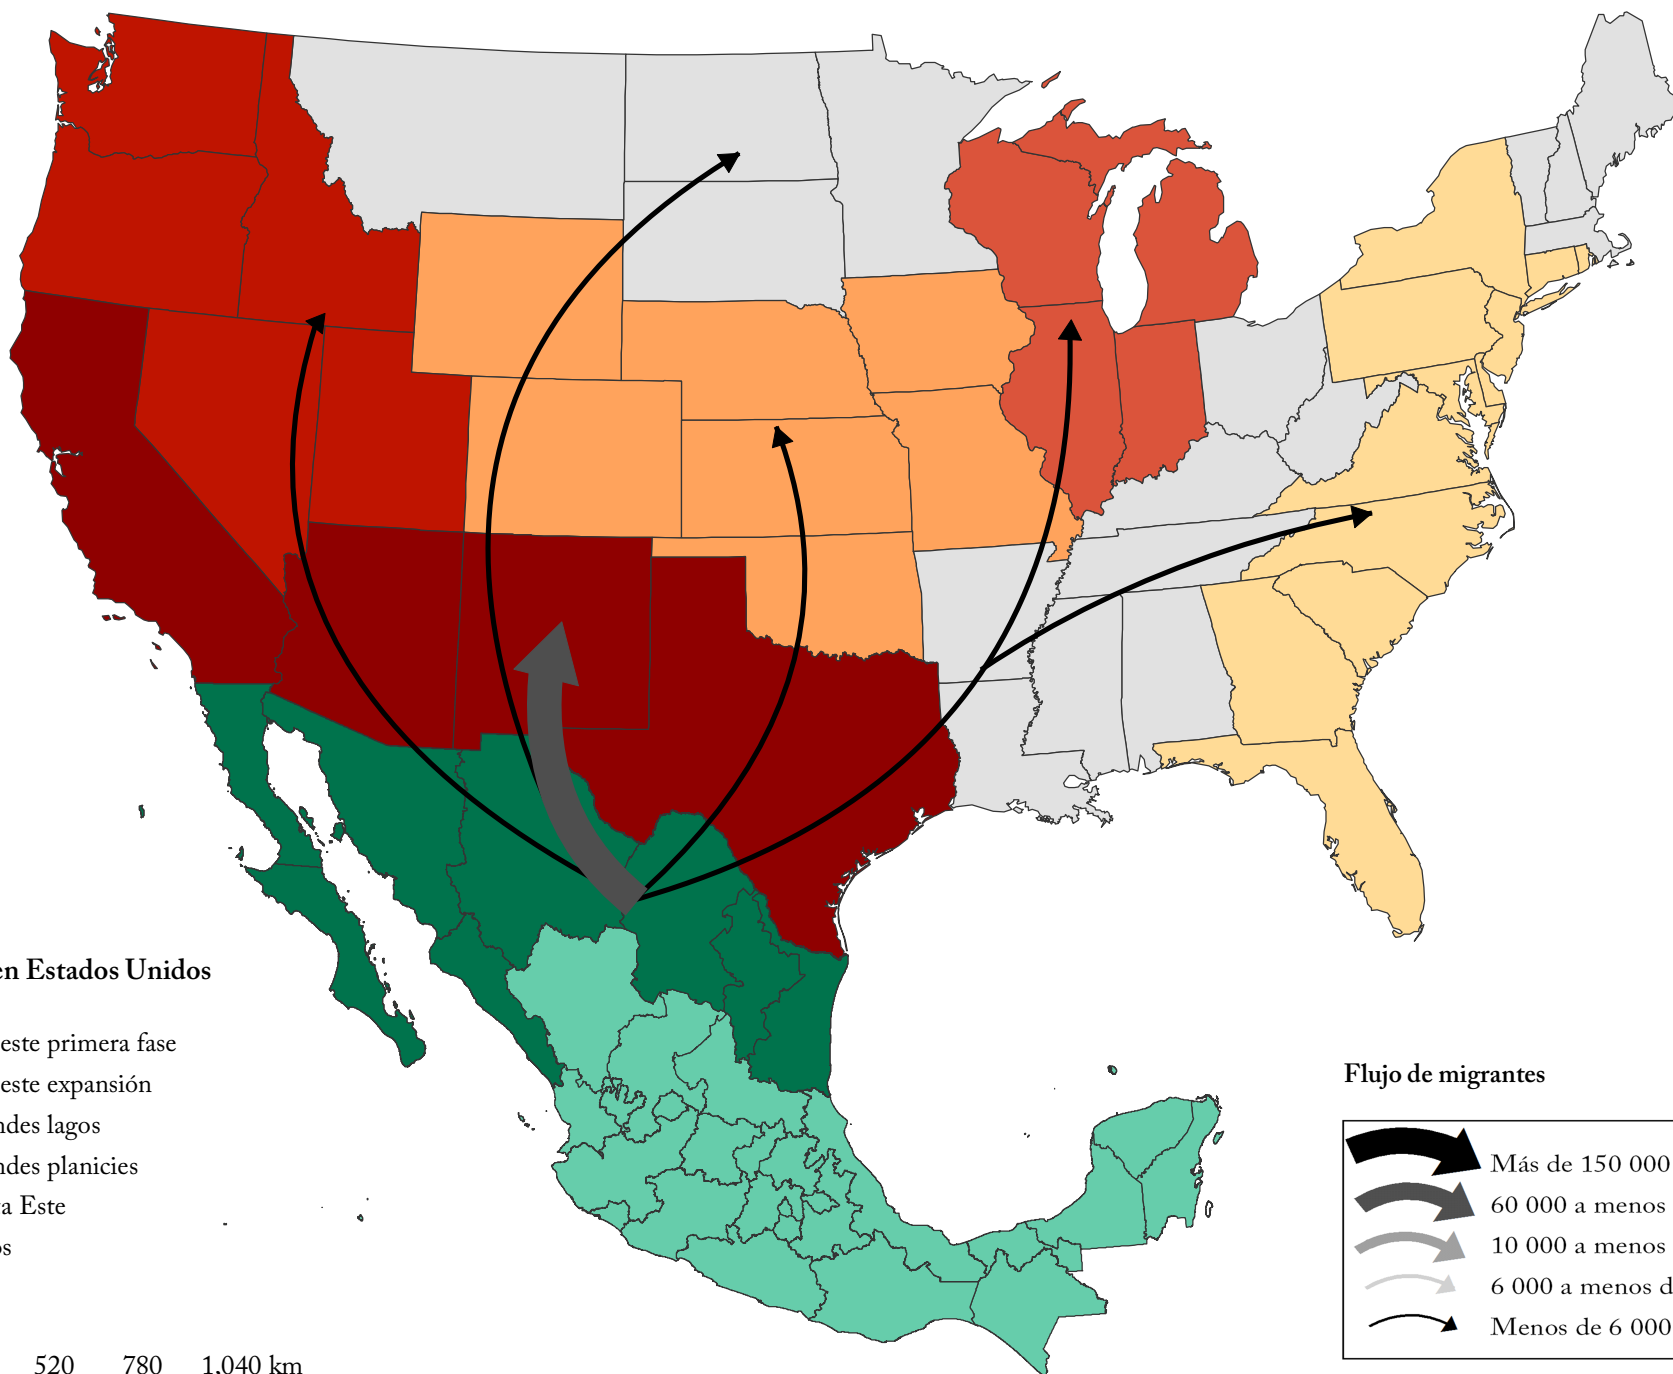 en Estados Unidos
este primera fase
este expansión
ndes lagos
ndes planicies
a Este
os
520 780 1,040 km
Flujo de migrantes
Más de 150 000
60 000 a menos
10 000 a menos
6 000 a menos d
Menos de 6 000